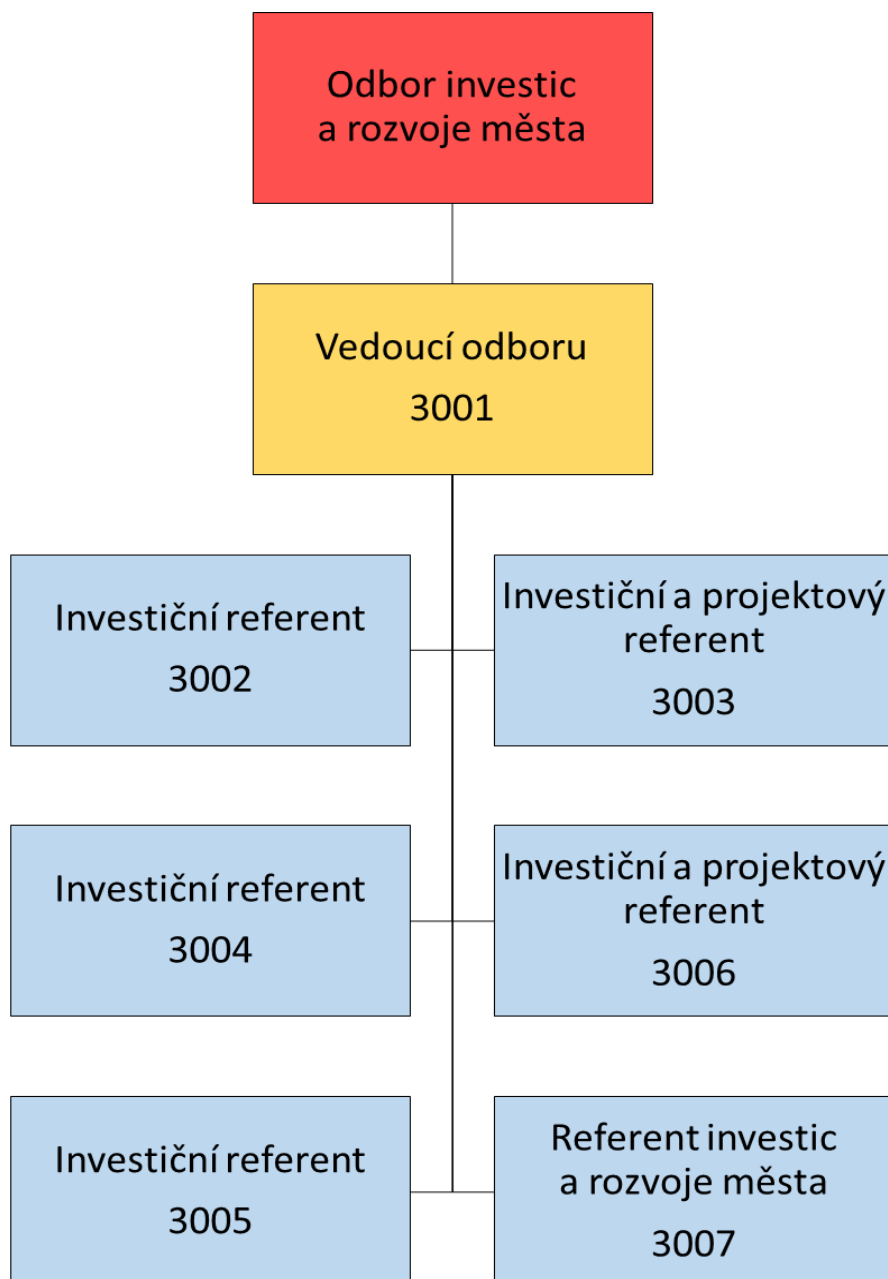 Odbor investic
a rozvoje města
Vedoucí odboru
3001
Investiční referent
3002
Investiční a projektový
referent
3003
Investiční referent
3004
Investiční a projektový
referent
3006
Investiční referent
3005
Referent investic
a rozvoje města
3007